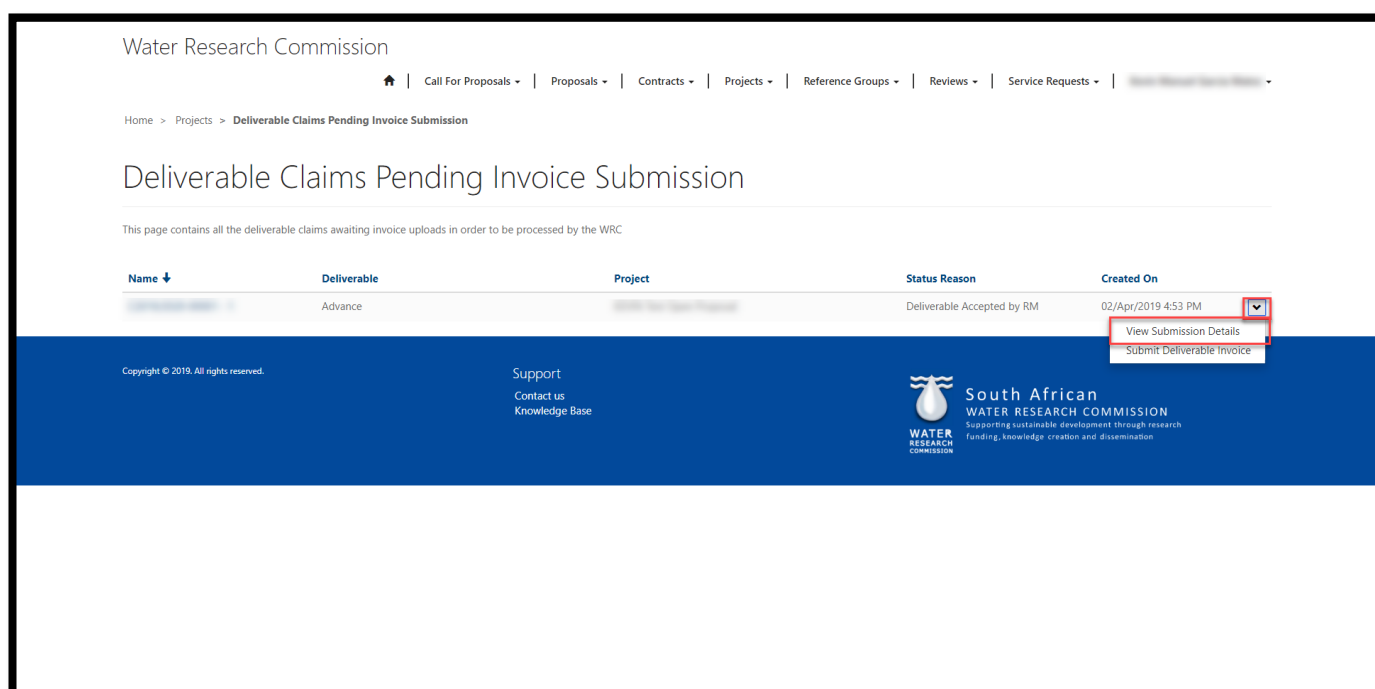 Water Research Commission
Call For Proposals
Proposals
Contracts
Projects
Reference Groups
Reviews
Service Requests
Home > Projects > Deliverable Claims Pending Invoice Submission
Deliverable Claims Pending Invoice Submission
This page contains all the deliverable claims awaiting invoice uploads in order to be processed by the WRC
Name Deliverable Project Status Reason Created On
Advance Deliverable Accepted by RM 02/Apr/2019 4:53 PM
View Submission Details
Submit Deliverable Invoice
Copyright © 2019. All rights reserved.
Support
Contact us
Knowledge Base
WATER
RESEARCH
COMMISSION
South African
WATER RESEARCH COMMISSION
Supporting sustainable development through research
funding, knowledge creation and dissemination